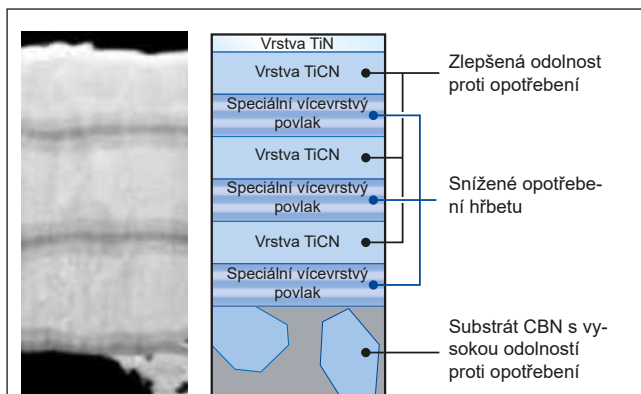 Vrstva TiN
Vrstva TiCN
Speciální vícevrstvý
povlak
Vrstva TiCN
Speciální vícevrstvý
povlak
Vrstva TiCN
Speciální vícevrstvý
povlak
Zlepšená odolnost
proti opotřebení
Snížené opotřebe-
ní hřbetu
Substrát CBN s vy-
sokou odolností
proti opotřebení